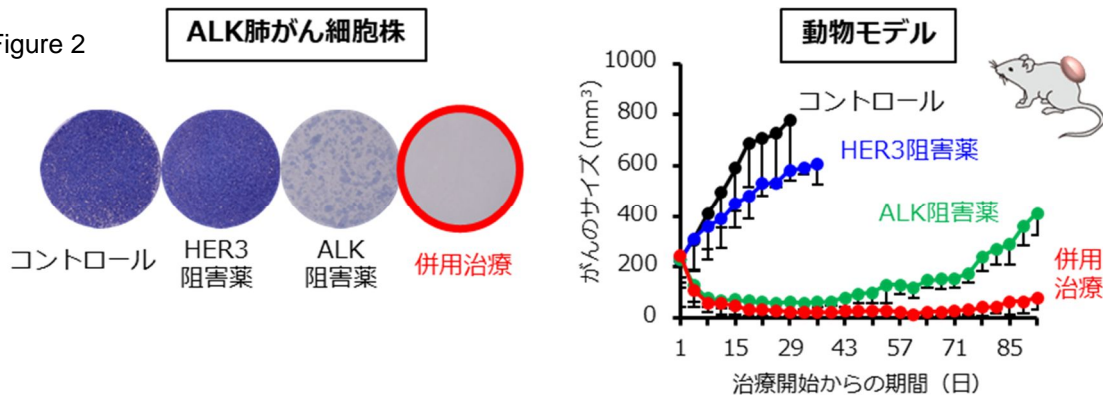 Figure 2
ALK肺がん細胞株
コントロール
HER3
阻害薬
ALK
阻害薬
併用治療
動物モデル
がんのサイズ (mm³)
1000
800
600
400
200
0
コントロール
HER3阻害薬
ALK阻害薬
併用
治療
1 15 29 43 57 71 85
治療開始からの期間（日）